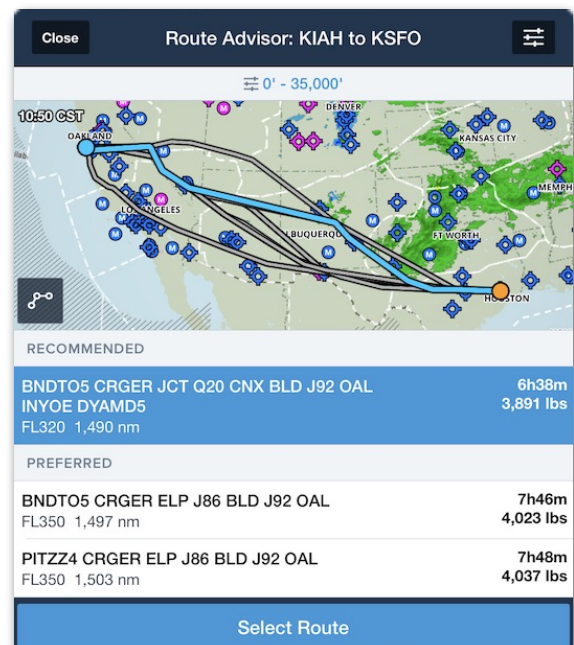 Close
Route Advisor: KIAH to KSFO
0' - 35,000'
10:50 CST
DENVER
OAKLAND
KANSAS CITY
MEMPH
LOS ANGELES
LBUQUERQU
FT WORTH
HOUSTON
RECOMMENDED
BNDTO5 CRGER JCT Q20 CNX BLD J92 OAL 6h38m
INYOE DYAMD5 3,891 lbs
FL320 1,490 nm
PREFERRED
BNDTO5 CRGER ELP J86 BLD J92 OAL 7h46m
FL350 1,497 nm 4,023 lbs
PITZZ4 CRGER ELP J86 BLD J92 OAL 7h48m
FL350 1,503 nm 4,037 lbs
Select Route